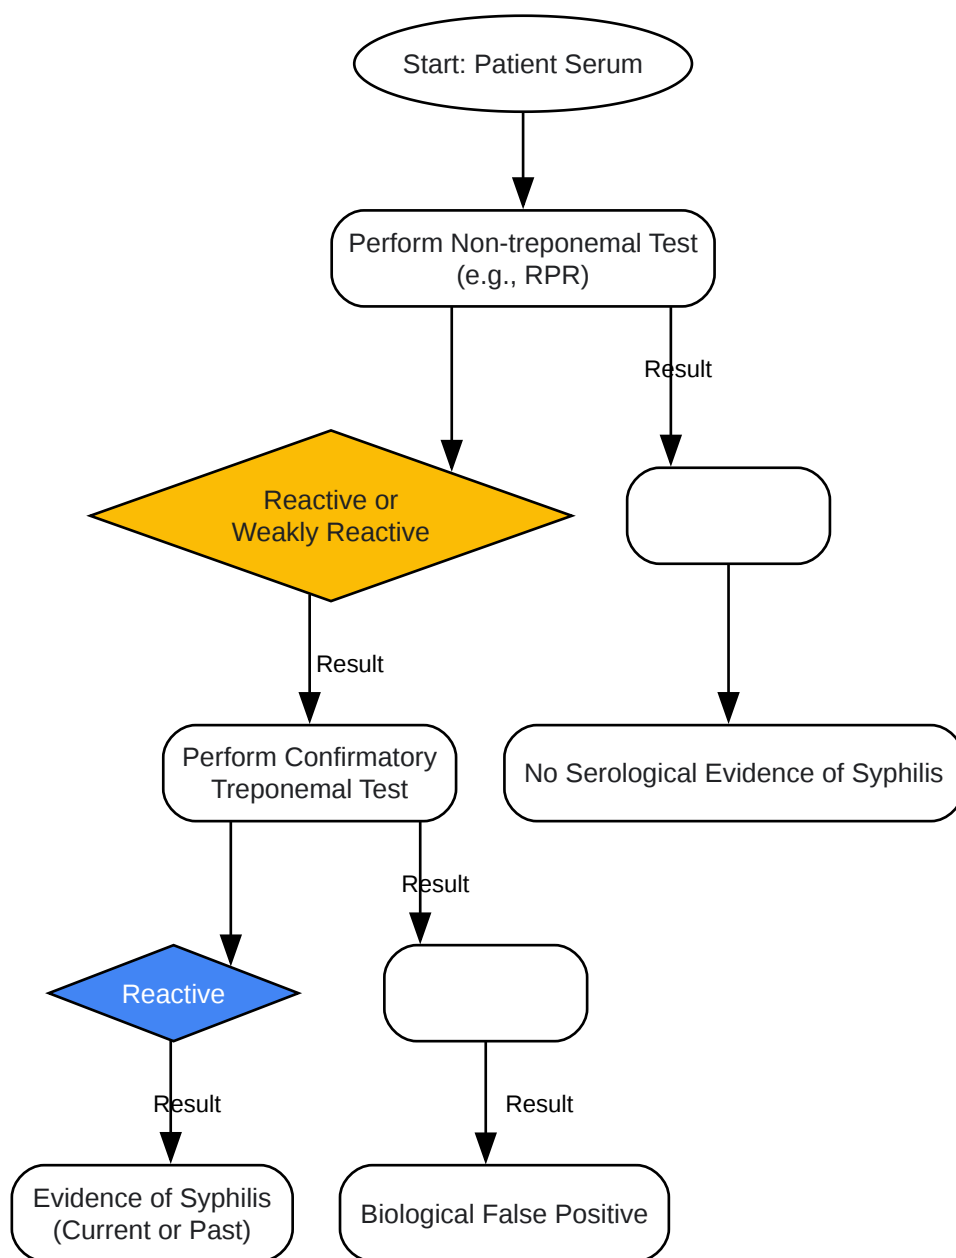 Start: Patient Serum
Perform Non-treponemal Test
(e.g., RPR)
Result
Reactive or
Weakly Reactive
Result
Perform Confirmatory
Treponemal Test
No Serological Evidence of Syphilis
Result
Reactive
Result
Result
Evidence of Syphilis
(Current or Past)
Biological False Positive